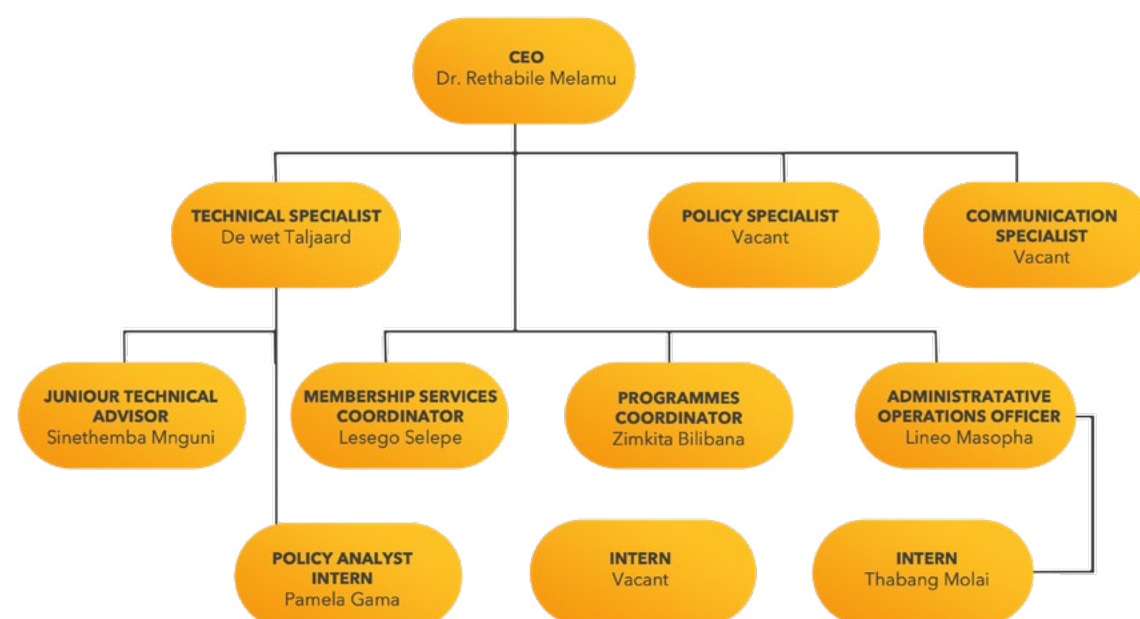 CEO
Dr. Rethabile Melamu
TECHNICAL SPECIALIST
De wet Taljaard
POLICY SPECIALIST
Vacant
COMMUNICATION
SPECIALIST
Vacant
JUNIOUR TECHNICAL
ADVISOR
Sinethemba Mnguni
MEMBERSHIP SERVICES
COORDINATOR
Lesego Selepe
PROGRAMMES
COORDINATOR
Zimkita Bilibana
ADMINISTRATATIVE
OPERATIONS OFFICER
Lineo Masopha
POLICY ANALYST
INTERN
Pamela Gama
INTERN
Vacant
INTERN
Thabang Molai